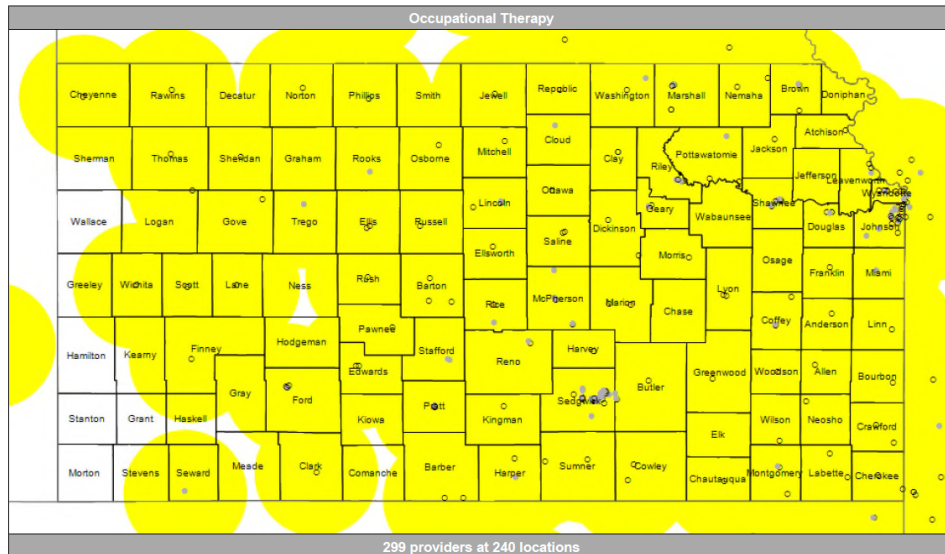 Occupational Therapy
Cheyenne Rawlins Decatur Norton Phillips Smith Jewell Republic Washington Marshall Nemaha Brown Doniphan
Sherman Thomas Sheridan Graham Rooks Osborne Mitchell Cloud Clay Riley Pottawatomie Jackson Atchison
Jefferson Leavenworth Wyandotte
Wallace Logan Gove Trego Ellis Russell Lincoln Ottawa Dickinson Geary Wabaunsee Shawnee Douglas Johnson
Saline Ellsworth Morris Osage
Greeley Wichita Scott Lane Ness Rush Barton Rice McPherson Marion Chase Lyon Franklin Miami
Coffey Anderson Linn
Hamilton Kearny Finney Hodgeman Pawnee Stafford Reno Harvey
Gray Ford Edwards Sedgwick Butler Greenwood Woodson Allen Bourbon
Stanton Grant Haskell Kiowa Pratt Kingman Elk Wilson Neosho Crawford
Morton Stevens Seward Meade Clark Comanche Barber Harper Sumner Cowley Chautauqua Montgomery Labette Cherokee
299 providers at 240 locations